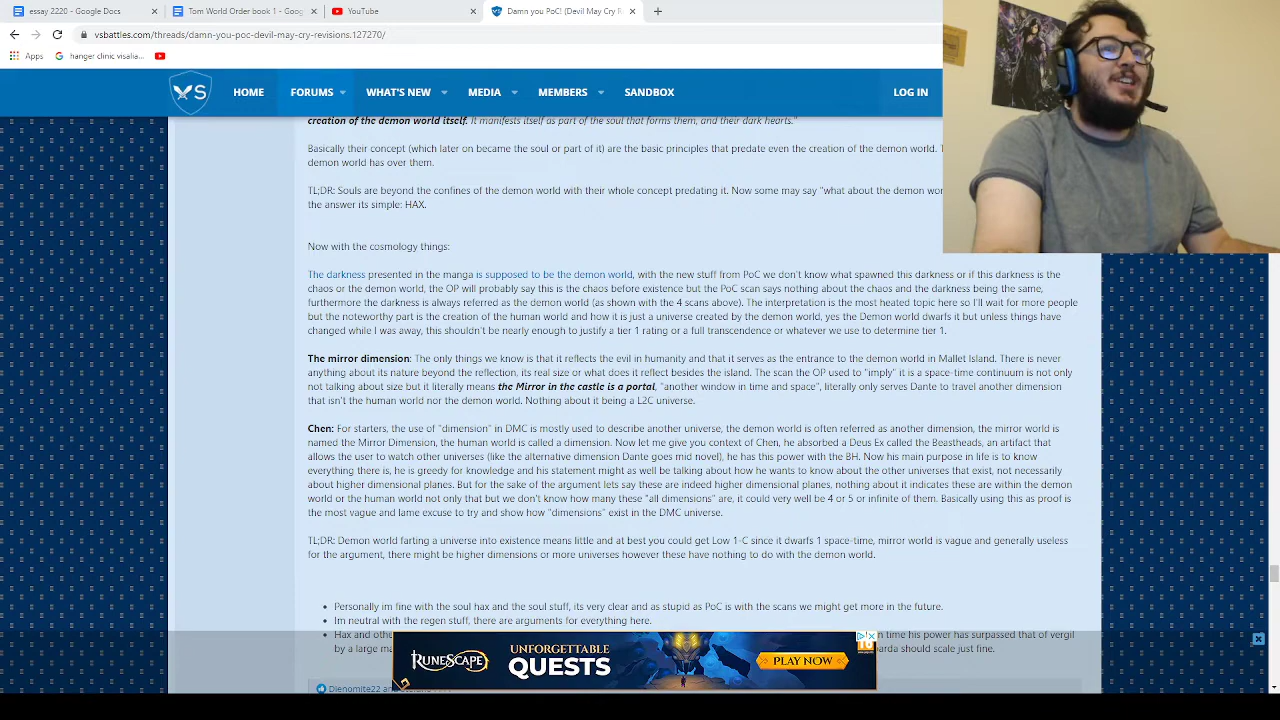 essay 2220 - Google Docs
Tom World Order book 1 - Goog
YouTube
Damn you PoC! (Devil May Cry R
vsbattles.com/threads/damn-you-poc-devil-may-cry-revisions.127270/
Apps
hanger clinic visalia...
VS
HOME
FORUMS
WHAT'S NEW
MEDIA
MEMBERS
SANDBOX
LOG IN
creation of the demon world itself. It manifests itself as part of the soul that forms them, and their dark hearts."
Basically their concept (which later on became the soul or part of it) are the basic principles that predate even the creation of the demon world.
demon world has over them.
TL;DR: Souls are beyond the confines of the demon world with their whole concept predating it. Now some may say "what about the demon wor
the answer its simple: HAX.
Now with the cosmology things:
The darkness presented in the manga is supposed to be the demon world, with the new stuff from PoC we don't know what spawned this darkness or if this darkness is the
chaos or the demon world, the OP will probably say this is the chaos before existence but the PoC scan says nothing about the chaos and the darkness being the same,
furthermore the darkness is always referred as the demon world (as shown with the 4 scans above). The interpretation is the most heated topic here so I'll wait for more people
but the noteworthy part is the creation of the human world and how it is just a universe created by the demon world, yes the Demon world dwarfs it but unless things have
changed while I was away, this shouldn't be nearly enough to justify a tier 1 rating or a full transcendence or whatever we use to determine tier 1.
The mirror dimension: The only things we know is that it reflects the evil in humanity and that it serves as the entrance to the demon world in Mallet Island. There is never
anything about its nature beyond the reflection, its real size or what does it reflect besides the island. The scan the OP used to "imply" it is a space-time continuum is not only
not talking about size but it literally means the Mirror in the castle is a portal, "another window in time and space", literally only serves Dante to travel another dimension
that isn't the human world or the demon world. Nothing about it being a L2C universe.
Chen: For starters, the use of "dimension" in DMC is mostly used to describe another universe, the demon world is often referred as another dimension, the mirror world is
named the Mirror Dimension, the human world is called a dimension. Now let me give you context of Chen, he absorbed a Deus Ex called the Beastheads, an artifact that
allows the user to watch other universes (like the alternative dimension Dante goes mid novel), he has this power with the BH. Now his main purpose in life is to know
everything there is, he is greedy for knowledge and his statement might as well be talking about how he wants to know about the other universes that exist, not necessarily
about higher dimensional places. But for the sake of the argument lets say these are indeed higher dimensional planes, nothing about it indicates these are within the demon
world or the human world not only that but we don't know how many these "all dimensions" are, it could very well be 4 or 5 or infinite of them. Basically using this as proof is
the most vague and lame excuse to try and show how "dimensions" exist in the DMC universe.
TL;DR: Demon world farting a universe into existence means little and at best you could get Low 1-C since it dwarfs 1 space-time, mirror world is vague and generally useless
for the argument, there might be higher dimensions or more universes however these have nothing to do with the demon world.
Personally im fine with the soul hax and the soul stuff, its very clear and as stupid as PoC is the scans we might get more in the future.
Im neutral with
there are arguments for everything here.
Hax and othe
n time his power has surpassed that of vergil
by a large ma
arda should scale just fine.
RUNESCAPE
UNFORGETTABLE
QUESTS
PLAY NOW
Dienomite22 an